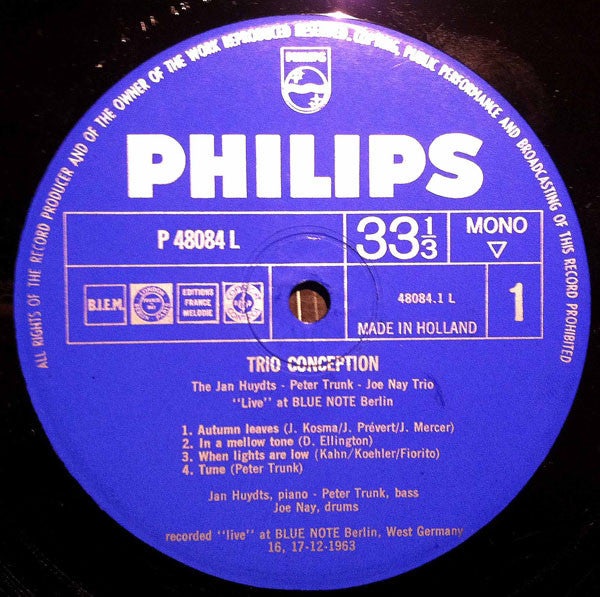 ALL RIGHTS OF THE RECORD PRODUCER AND OF THE OWNER OF THE WORK REPRODUCED RESERVED. COPYING, PUBLIC PERFORMANCE AND BROADCASTING OF THIS RECORD PROHIBITED
PHILIPS
PHILIPS
P 48084 L
33 1/3
MONO
B.I.E.M.
EDITIONS
FRANCE
MELODIE
48084.1 L
1
MADE IN HOLLAND
TRIO CONCEPTION
The Jan Huydts - Peter Trunk - Joe Nay Trio
"Live" at BLUE NOTE Berlin
1. Autumn leaves (J. Kosma/J. Prévert/J. Mercer)
2. In a mellow tone (D. Ellington)
3. When lights are low (Kahn/Koehler/Fiorito)
4. Tune (Peter Trunk)
Jan Huydts, piano - Peter Trunk, bass
Joe Nay, drums
recorded "live" at BLUE NOTE Berlin, West Germany
16, 17-12-1963